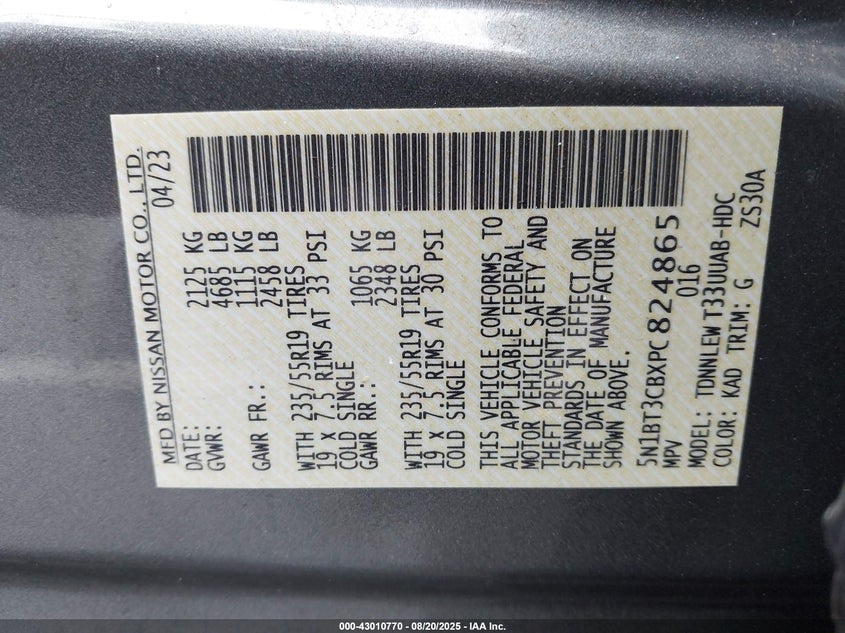 MFD BY NISSAN MOTOR CO., LTD.
DATE: 04/23
GVWR: 2125 KG
4685 LB
GAWR FR.: 1115 KG
2458 LB
WITH 235/55R19 TIRES
19 x 7.5 RIMS AT 33 PSI
COLD SINGLE
GAWR RR.: 1065 KG
2348 LB
WITH 235/55R19 TIRES
19 x 7.5 RIMS AT 30 PSI
COLD SINGLE
THIS VEHICLE CONFORMS TO
ALL APPLICABLE FEDERAL
MOTOR VEHICLE SAFETY AND
THEFT PREVENTION
STANDARDS IN EFFECT ON
THE DATE OF MANUFACTURE
SHOWN ABOVE.
5N1BT3CBXPC824865
MPV 016
MODEL: TDNNLEW T33UUAB-HDC
COLOR: KAD TRIM: G ZS30A
000-43010770 - 08/20/2025 - IAA Inc.